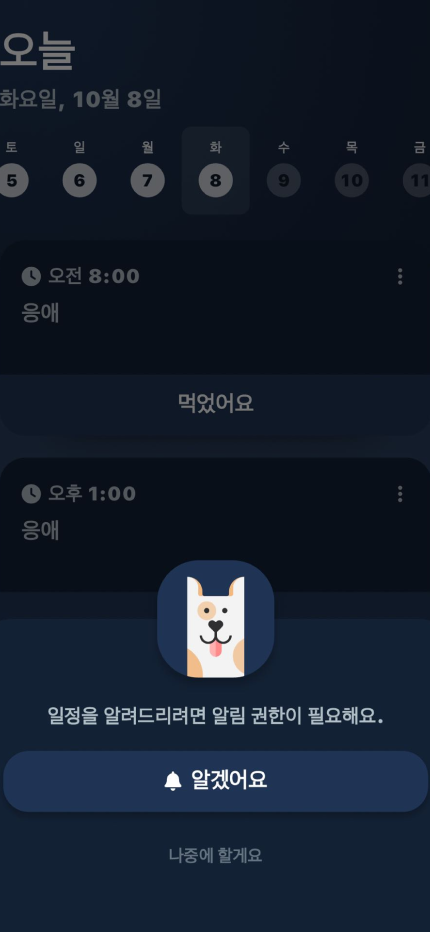 오늘
화요일, 10월 8일
토 일 월 화 수 목 금
5 6 7 8 9 10 11
오전 8:00
응애
먹었어요
오후 1:00
응애
일정을 알려드리려면 알림 권한이 필요해요.
알겠어요
나중에 할게요